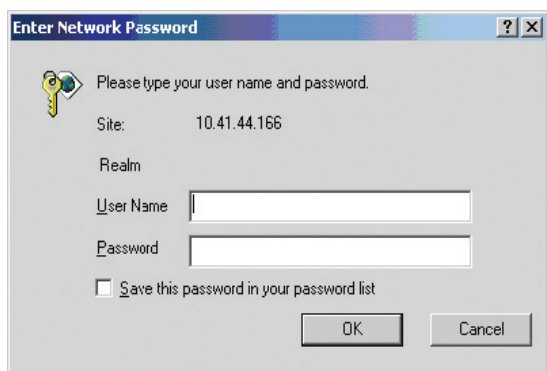 Enter Network Password
Please type your user name and password.
Site: 10.41.44.166
Realm
User Name
Password
Save this password in your password list
OK Cancel